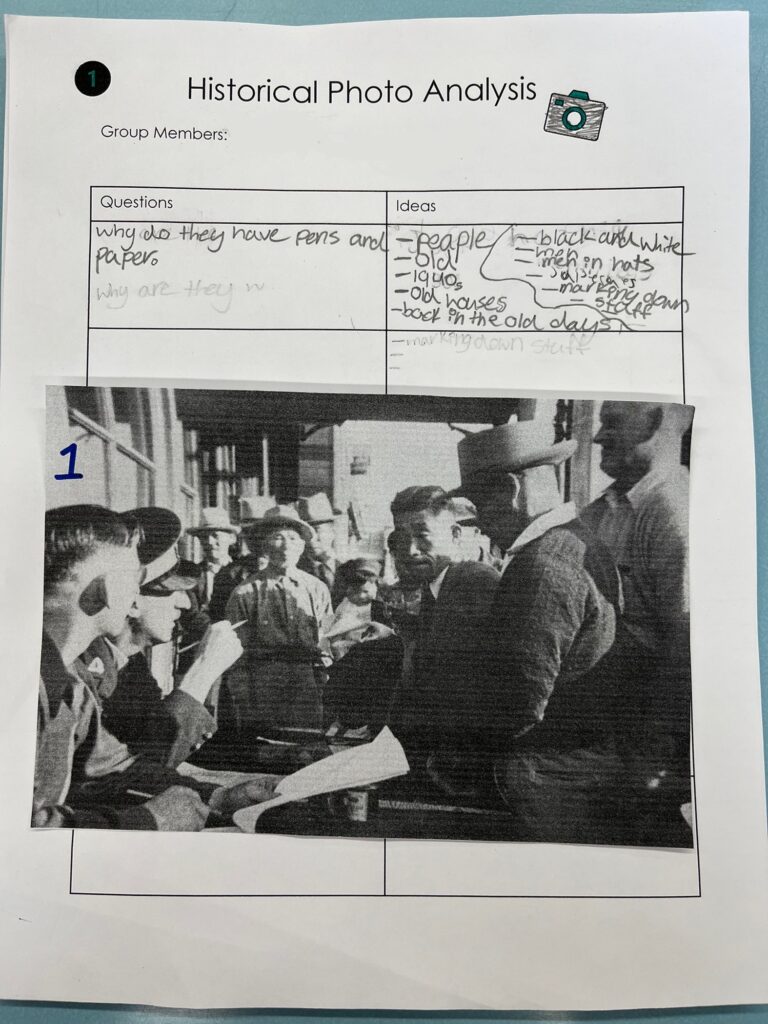 1
Historical Photo Analysis
Group Members:
Questions
Ideas
why do they have pens and
paper.
why are they w
- peaple
- old
- 1940s
- old houses
- back in the old days
- black and white
- men
- men in hats
- marking down
stuff
- marking down stuff
1